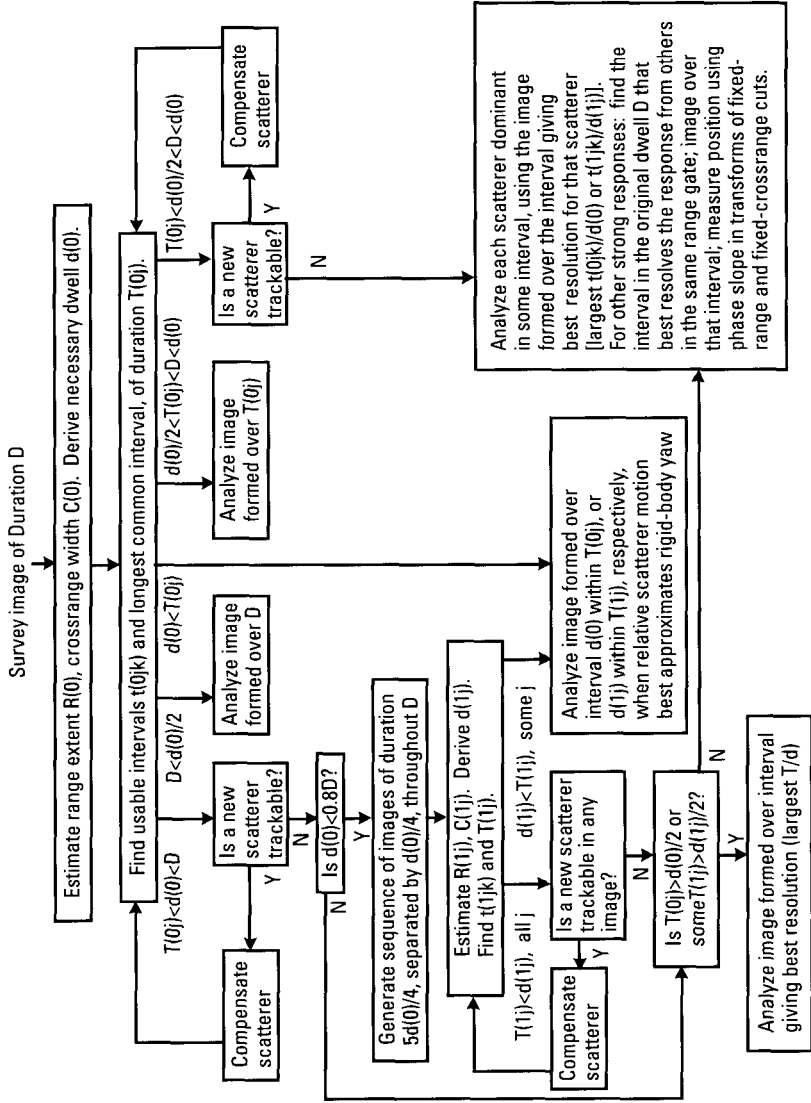 Survey image of Duration D
Estimate range extent R(0), crossrange width C(0). Derive necessary dwell d(0).
Find usable intervals t(0jk) and longest common interval, of duration T(0j).
T(0j)<d(0)<D
D<d(0)/2
d(0)<T(0j)
d(0)/2<T(0j)<D<d(0)
T(0j)<d(0)/2<D<d(0)
Compensate
scatterer
Is a new
scatterer
trackable?
Y
N
Analyze image
formed over D
Analyze image
formed over T(0j)
Is a new
scatterer
trackable?
Y
N
Compensate
scatterer
Is d(0)<0.8D?
N
Y
Generate sequence of images of duration
5d(0)/4, separated by d(0)/4, throughout D
Estimate R(1j), C(1j). Derive d(1j).
Find t(1jk) and T(1j).
T(1j)<d(1j), all j
d(1j)<T(1j), some j
Compensate
scatterer
Is a new scatterer
trackable in any
image?
Y
N
Analyze image formed over
interval d(0) within T(0j), or
d(1j) within T(1j), respectively,
when relative scatterer motion
best approximates rigid-body yaw
Analyze each scatterer dominant
in some interval, using the image
formed over the interval giving
best resolution for that scatterer
[largest t(0jk)/d(0) or t(1jk)/d(1j)].
For other strong responses: find the
interval in the original dwell D that
best resolves the response from others
in the same range gate; image over
that interval; measure position using
phase slope in transforms of fixed-
range and fixed-crossrange cuts.
Is T(0j)>d(0)/2 or
someT(1j)>d(1j)/2?
N
Y
Analyze image formed over interval
giving best resolution (largest T/d)